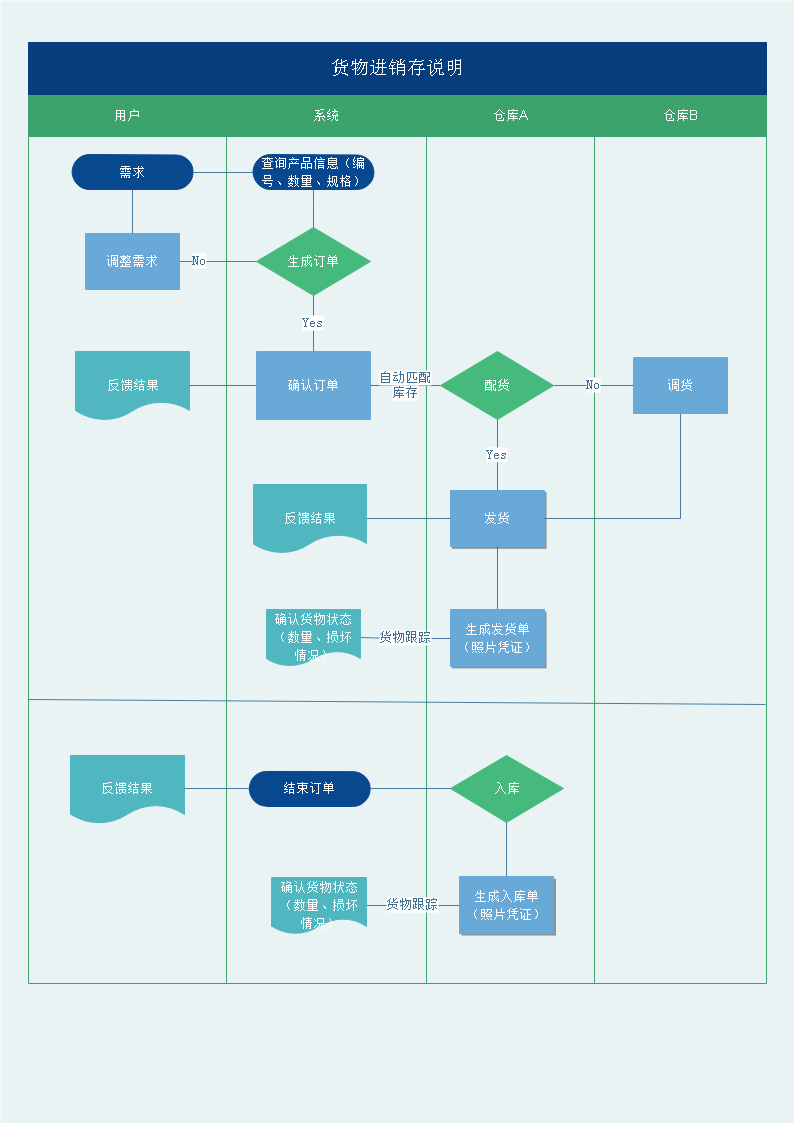 货物进销存说明
用户
系统
仓库A
仓库B
需求
查询产品信息（编
号、数量、规格）
调整需求
No
生成订单
Yes
反馈结果
确认订单
自动匹配
库存
配货
No
调货
Yes
反馈结果
发货
确认货物状态
（数量、损坏
情况）
货物跟踪
生成发货单
（照片凭证）
反馈结果
结束订单
入库
确认货物状态
（数量、损坏
情况）
货物跟踪
生成入库单
（照片凭证）